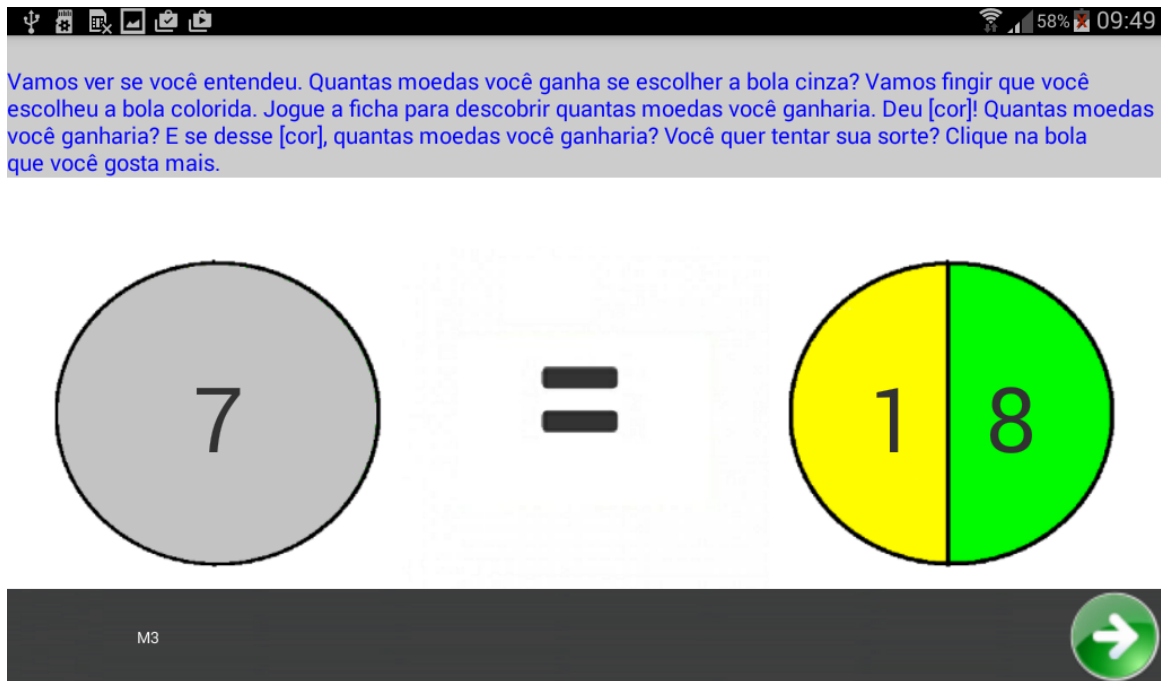 58% 09:49
Vamos ver se você entendeu. Quantas moedas você ganha se escolher a bola cinza? Vamos fingir que você
escolheu a bola colorida. Jogue a ficha para descobrir quantas moedas você ganharia. Deu [cor]! Quantas moedas
você ganharia? E se desse [cor], quantas moedas você ganharia? Você quer tentar sua sorte? Clique na bola
que você gosta mais.
7 = 1 8
M3